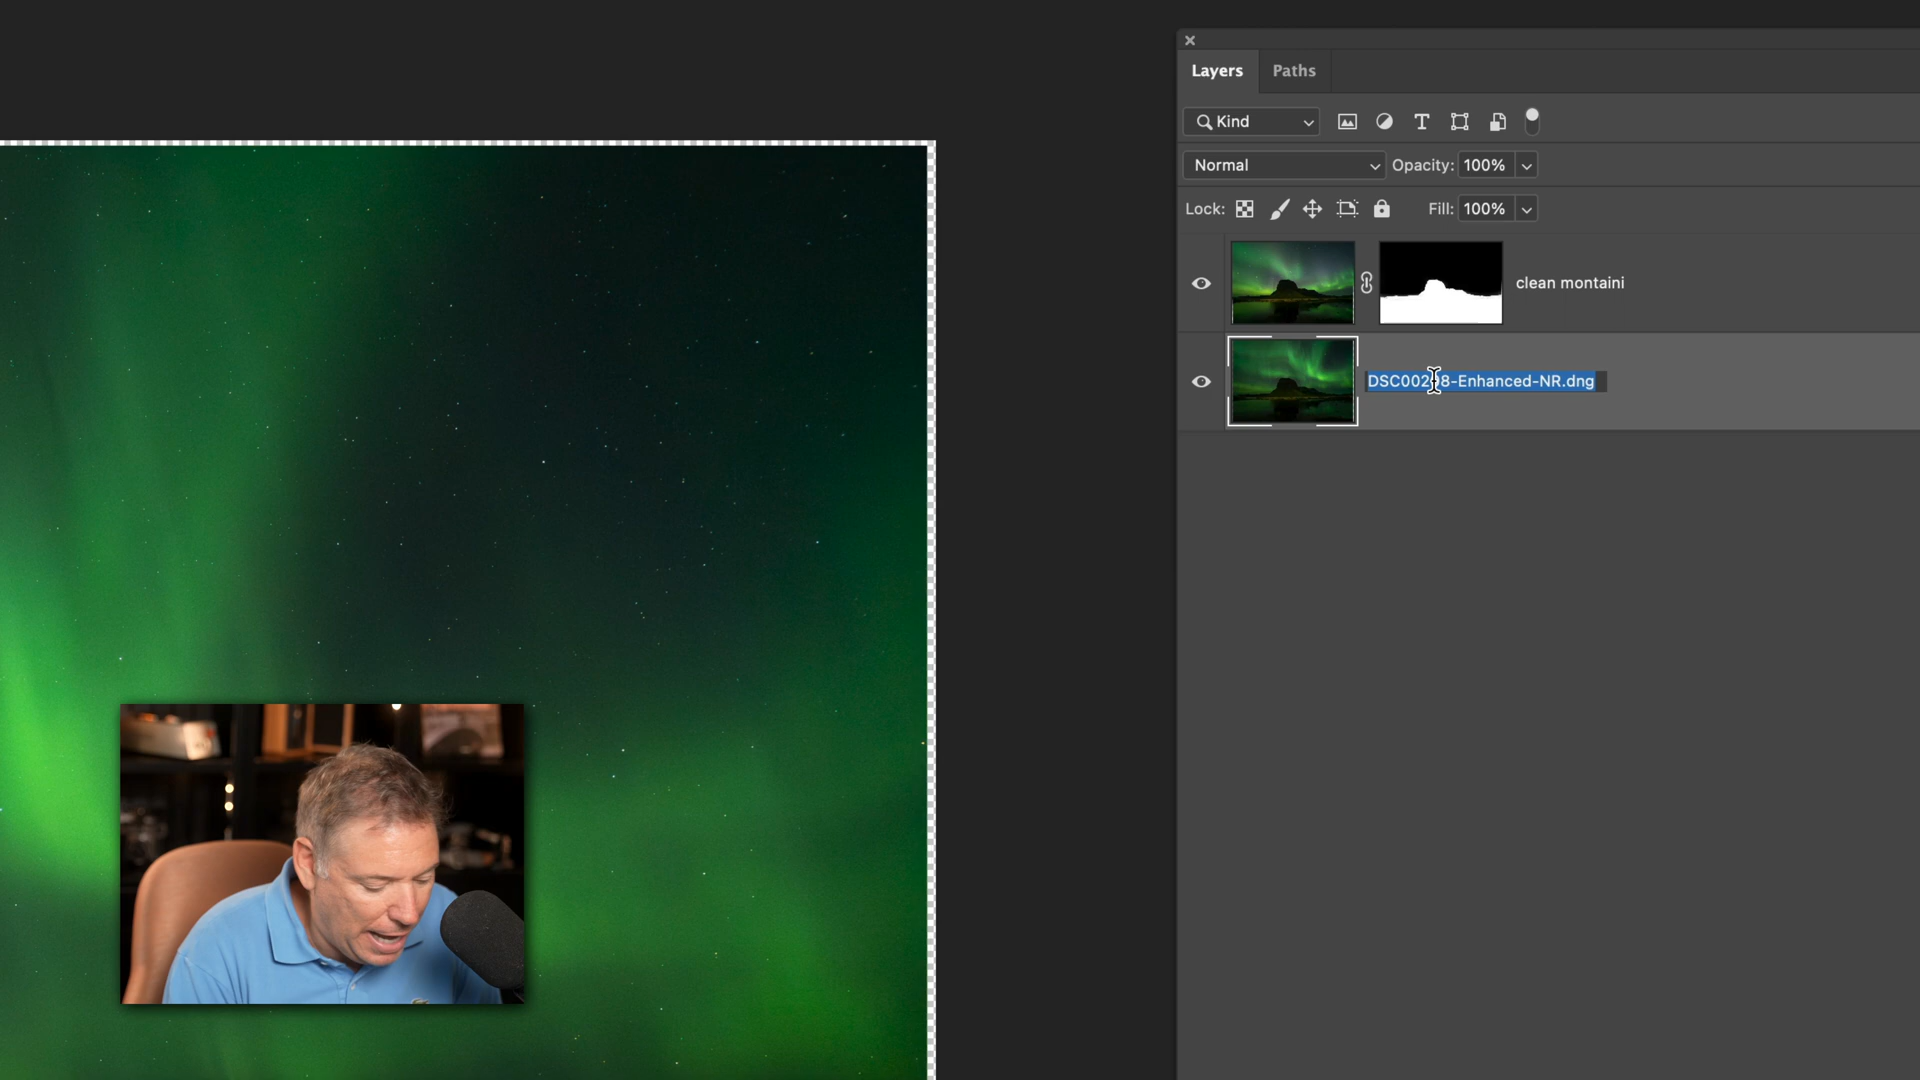 Layers Paths
Kind
Normal Opacity: 100%
Lock: Fill: 100%
clean montaini
DSC002 8-Enhanced-NR.dng